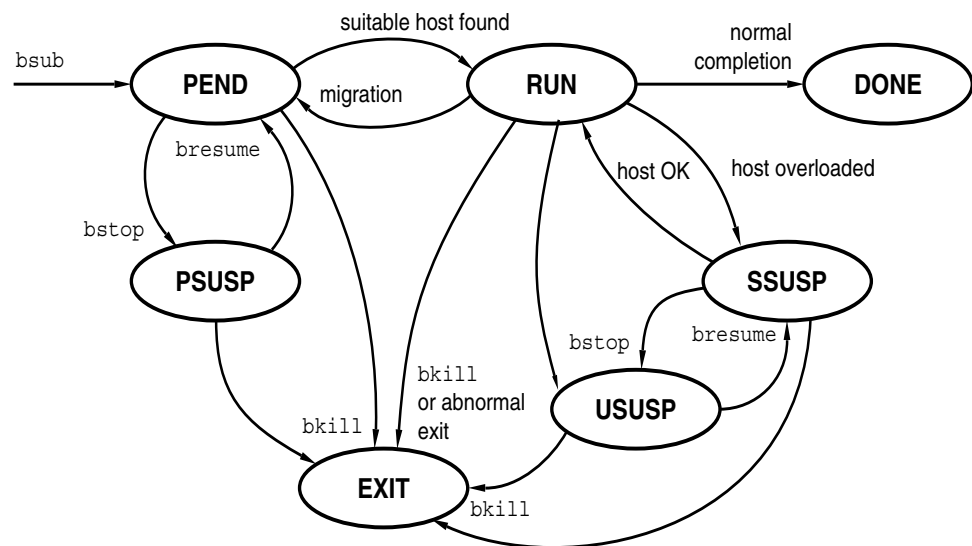 suitable host found
normal
completion
bsub
PEND
RUN
DONE
migration
bresume
host OK
host overloaded
bstop
PSUSP
SSUSP
bstop
bresume
bkill
or abnormal
exit
USUSP
bkill
EXIT
bkill